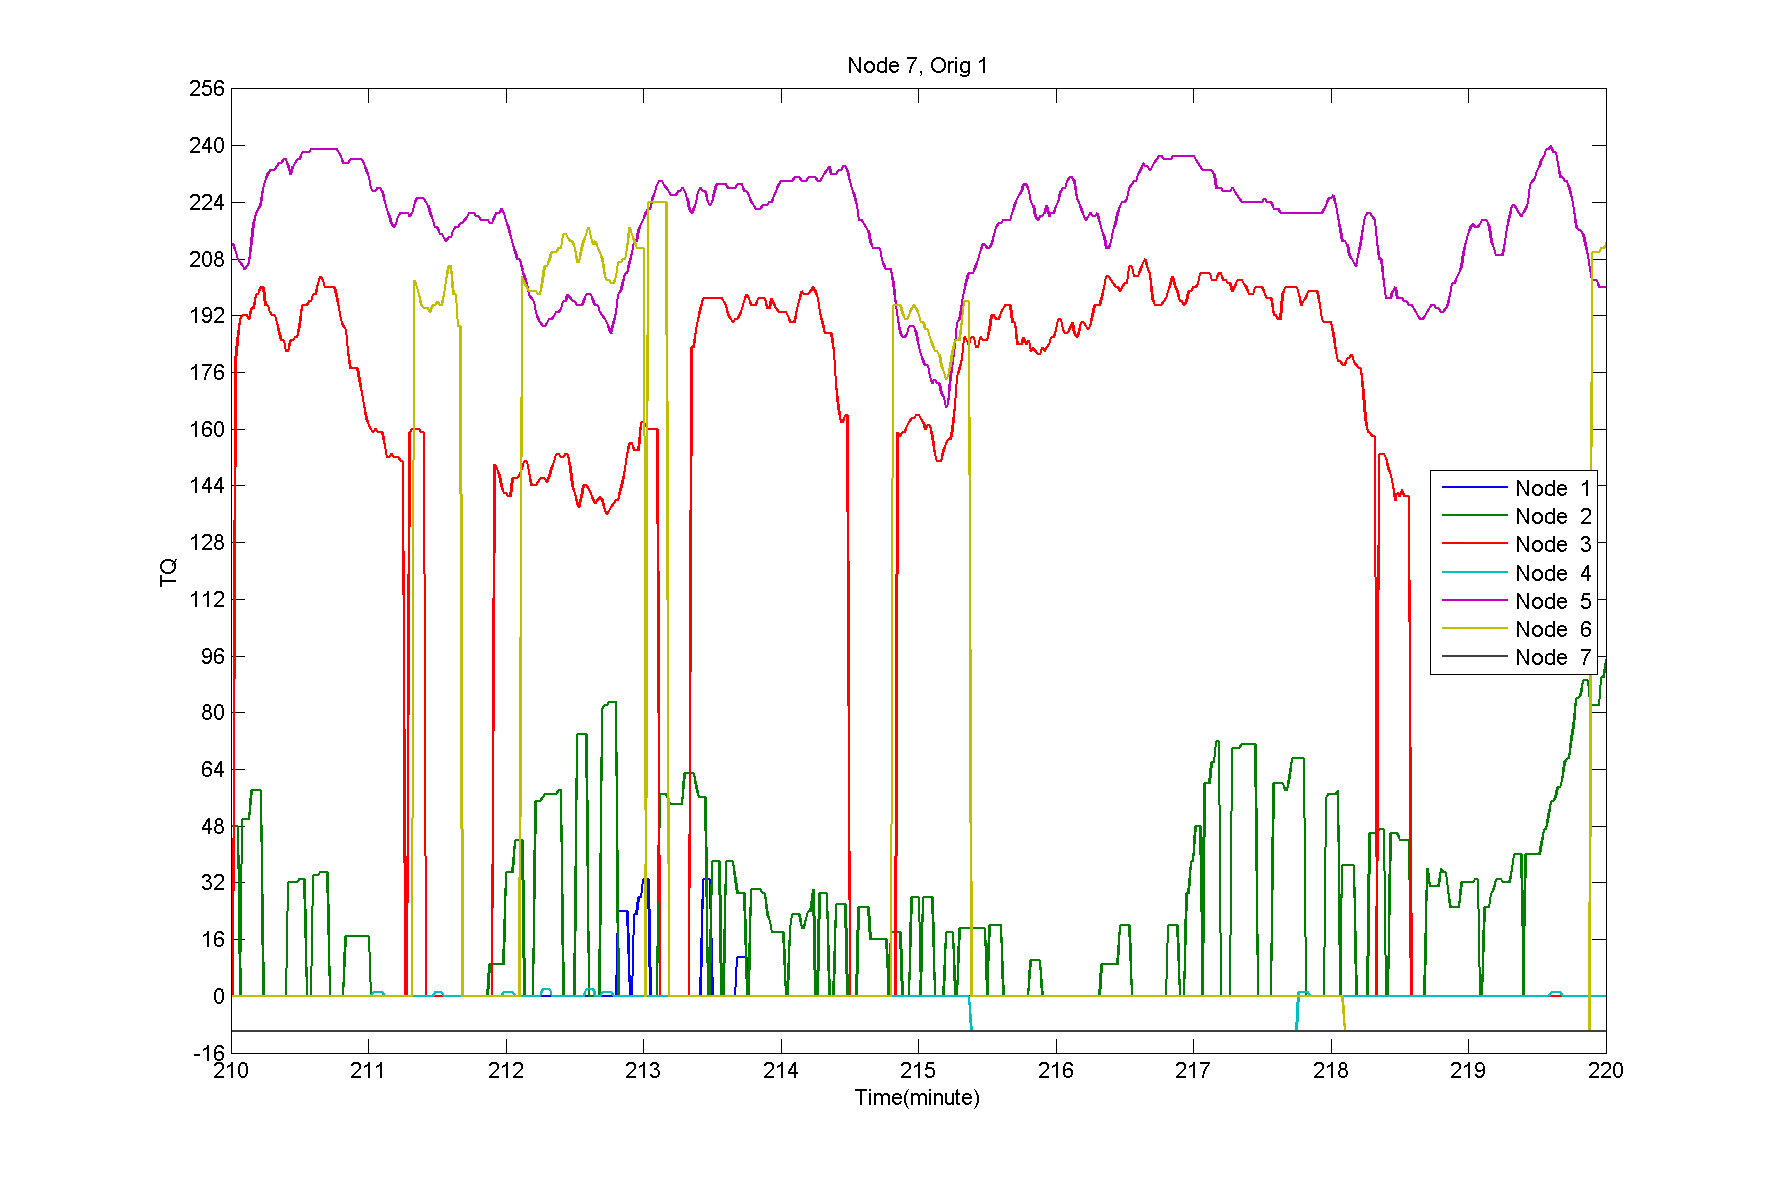 Node 7, Orig 1
256
240
224
208
192
176
160
144
128
112
96
80
64
48
32
16
0
-16
TQ
210 211 212 213 214 215 216 217 218 219 220
Time(minute)
Node 1
Node 2
Node 3
Node 4
Node 5
Node 6
Node 7